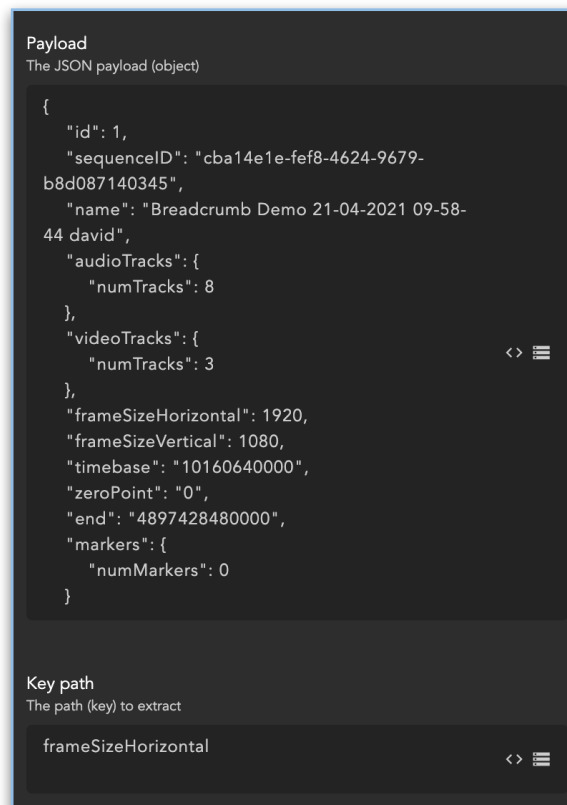 Payload
The JSON payload (object)
{
"id": 1,
"sequenceID": "cba14e1e-fef8-4624-9679-
b8d087140345",
"name": "Breadcrumb Demo 21-04-2021 09-58-
44 david",
"audioTracks": {
"numTracks": 8
},
"videoTracks": {
"numTracks": 3
},
"frameSizeHorizontal": 1920,
"frameSizeVertical": 1080,
"timebase": "10160640000",
"zeroPoint": "0",
"end": "4897428480000",
"markers": {
"numMarkers": 0
}
Key path
The path (key) to extract
frameSizeHorizontal